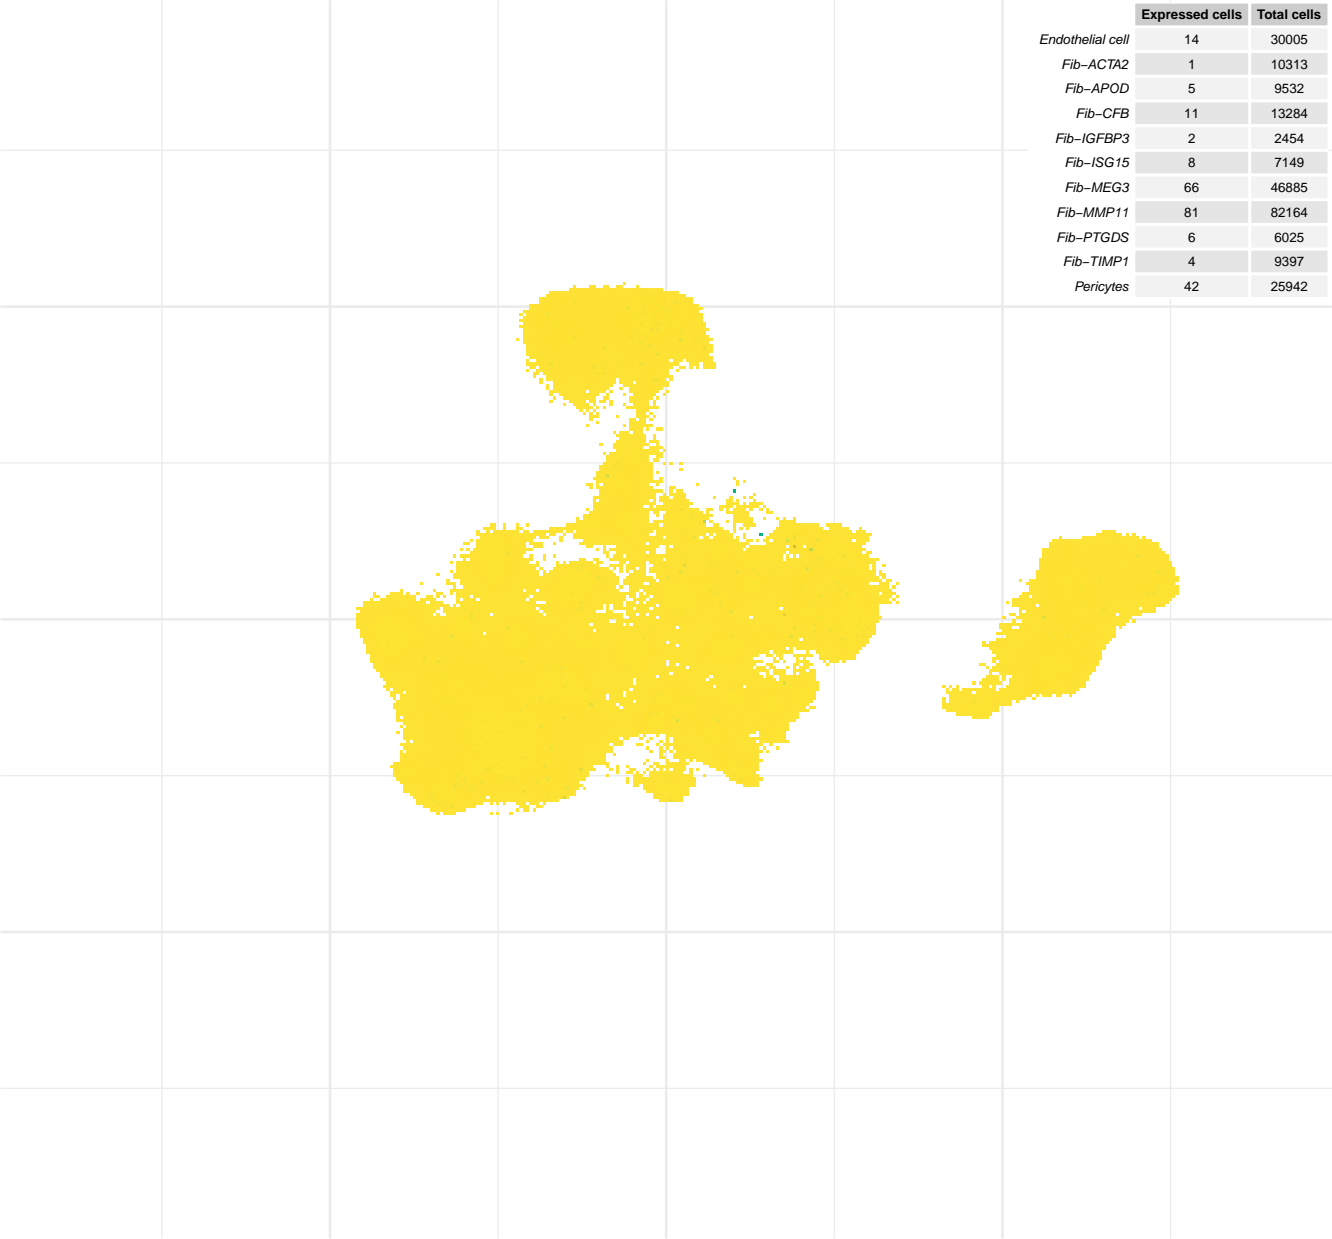 Expressed cells Total cells
Endothelial cell 14 30005
Fib−ACTA2 1 10313
Fib−APOD 5 9532
Fib−CFB 11 13284
Fib−IGFBP3 2 2454
Fib−ISG15 8 7149
Fib−MEG3 66 46885
Fib−MMP11 81 82164
Fib−PTGDS 6 6025
Fib−TIMP1 4 9397
Pericytes 42 25942